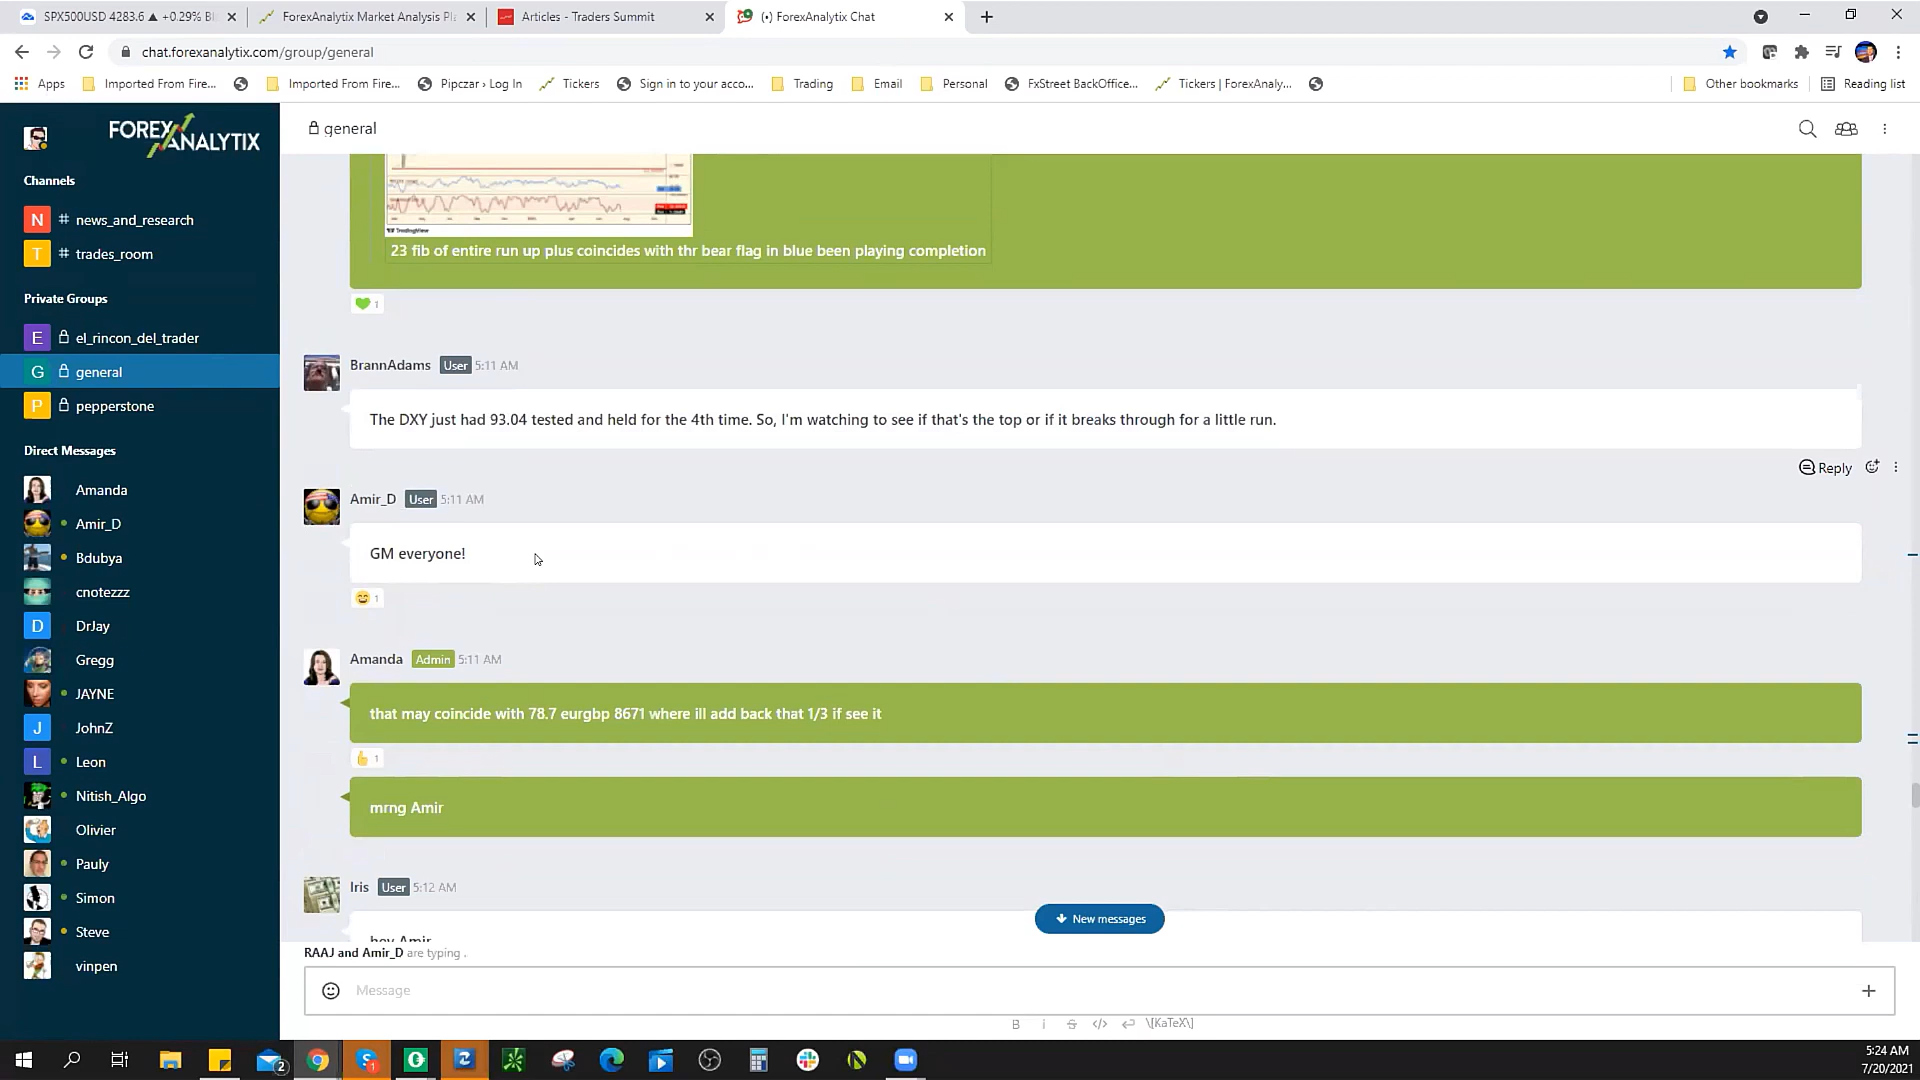 SPX500USD 4283.6 ▲ +0.29%
ForexAnalytix Market Analysis
Articles - Traders Summit
(•) ForexAnalytix Chat
chat.forexanalytix.com/group/general
Apps
Imported From Fire...
Imported From Fire...
Pipczar › Log In
Tickers
Sign in to your acco...
Trading
Email
Personal
FxStreet BackOffice...
Tickers | ForexAnaly...
Other bookmarks
Reading list
FOREX ANALYTIX
general
Channels
N # news_and_research
T # trades_room
Private Groups
E el_rincon_del_trader
G general
P pepperstone
Direct Messages
Amanda
Amir_D
Bdubya
cnotezzz
D DrJay
Gregg
JAYNE
J JohnZ
L Leon
Nitish_Algo
Olivier
Pauly
Simon
Steve
vinpen
TradingView
23 fib of entire run up plus coincides with thr bear flag in blue been playing completion
1
BrannAdams User 5:11 AM
The DXY just had 93.04 tested and held for the 4th time. So, I'm watching to see if that's the top or if it breaks through for a little run.
Reply
Amir_D User 5:11 AM
GM everyone!
1
Amanda Admin 5:11 AM
that may coincide with 78.7 eurgbp 8671 where ill add back that 1/3 if see it
1
mrng Amir
Iris User 5:12 AM
New messages
hey Amir
RAAJ and Amir_D are typing .
Message
B i S </> \[KaTeX\]
2
1
5:24 AM
7/20/2021